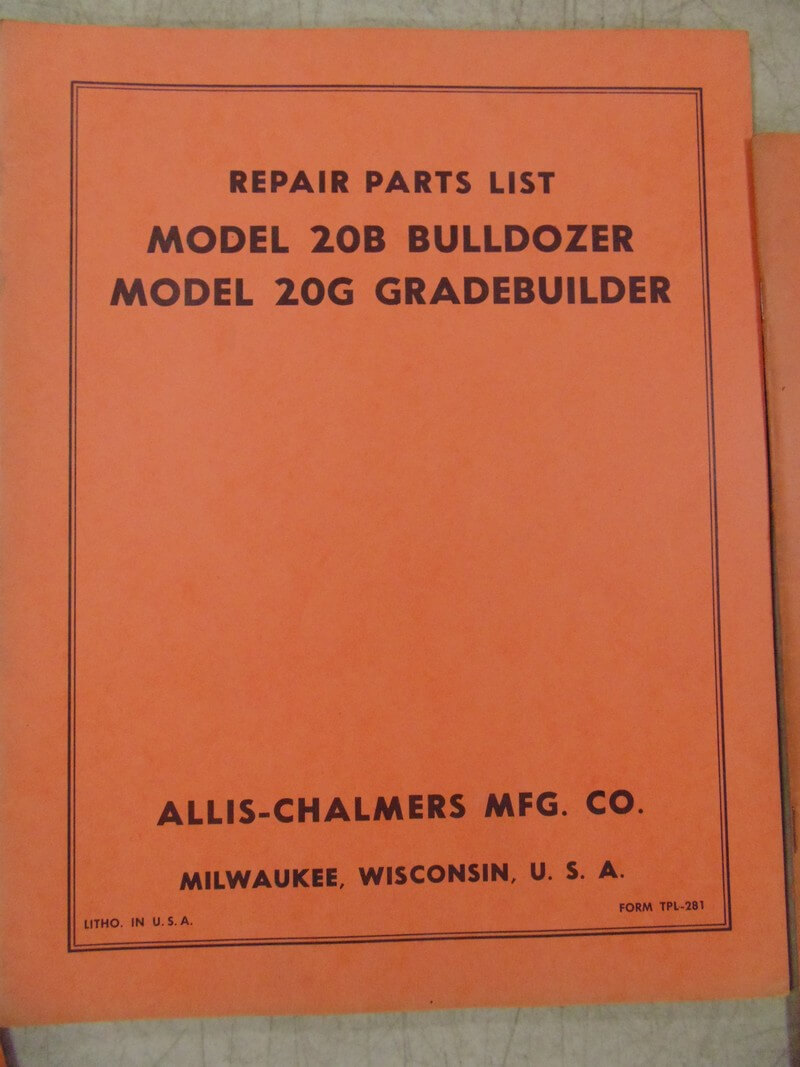 REPAIR PARTS LIST
MODEL 20B BULLDOZER
MODEL 20G GRADEBUILDER
ALLIS-CHALMERS MFG. CO.
MILWAUKEE, WISCONSIN, U. S. A.
FORM TPL-281
LITHO. IN U.S.A.